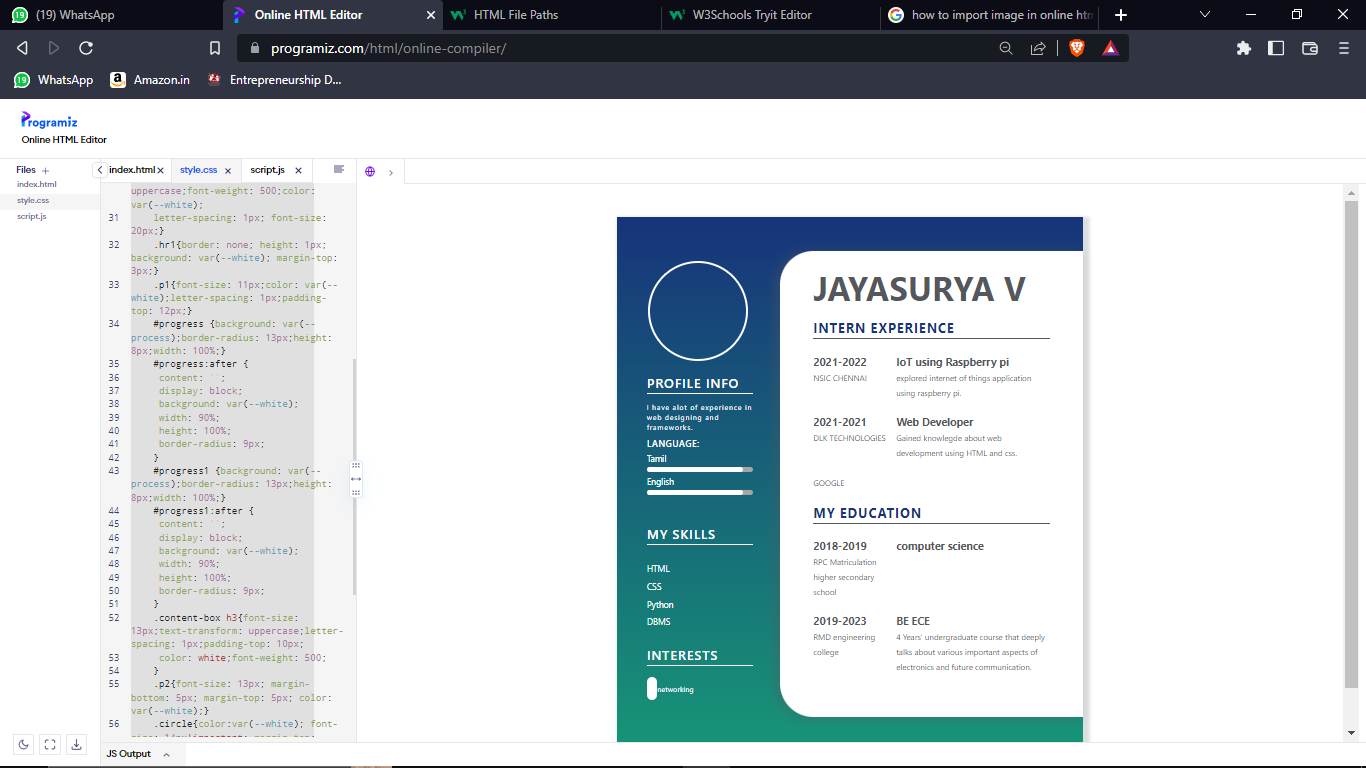 19 (19) WhatsApp
Online HTML Editor
HTML File Paths
W3Schools Tryit Editor
how to import image in online htm
programiz.com/html/online-compiler/
19 WhatsApp
Amazon.in
Entrepreneurship D...
Programiz
Online HTML Editor
Files +
index.html
style.css
script.js
index.html
style.css
script.js
uppercase;font-weight: 500;color:
var(--white);
31 letter-spacing: 1px; font-size:
20px;}
32 .hr1{border: none; height: 1px;
background: var(--white); margin-top:
3px;}
33 .p1{font-size: 11px;color: var(--
white);letter-spacing: 1px;padding-
top: 12px;}
34 #progress {background: var(--
process);border-radius: 13px;height:
8px;width: 100%;}
35 #progress:after {
36 content: '';
37 display: block;
38 background: var(--white);
39 width: 90%;
40 height: 100%;
41 border-radius: 9px;
42 }
43 #progress1 {background: var(--
process);border-radius: 13px;height:
8px;width: 100%;}
44 #progress1:after {
45 content: '';
46 display: block;
47 background: var(--white);
48 width: 90%;
49 height: 100%;
50 border-radius: 9px;
51 }
52 .content-box h3{font-size:
13px;text-transform: uppercase;letter-
spacing: 1px;padding-top: 10px;
53 color: white;font-weight: 500;
54 }
55 .p2{font-size: 13px; margin-
bottom: 5px; margin-top: 5px; color:
var(--white);}
56 .circle{color:var(--white); font-
JS Output
PROFILE INFO
I have alot of experience in
web designing and
frameworks.
LANGUAGE:
Tamil
English
MY SKILLS
HTML
CSS
Python
DBMS
INTERESTS
networking
JAYASURYA V
INTERN EXPERIENCE
2021-2022 IoT using Raspberry pi
NSIC CHENNAI explored internet of things application
using raspberry pi.
2021-2021 Web Developer
DLK TECHNOLOGIES Gained knowlegde about web
development using HTML and css.
GOOGLE
MY EDUCATION
2018-2019 computer science
RPC Matriculation
higher secondary
school
2019-2023 BE ECE
RMD engineering 4 Years' undergraduate course that deeply
college talks about various important aspects of
electronics and future communication.